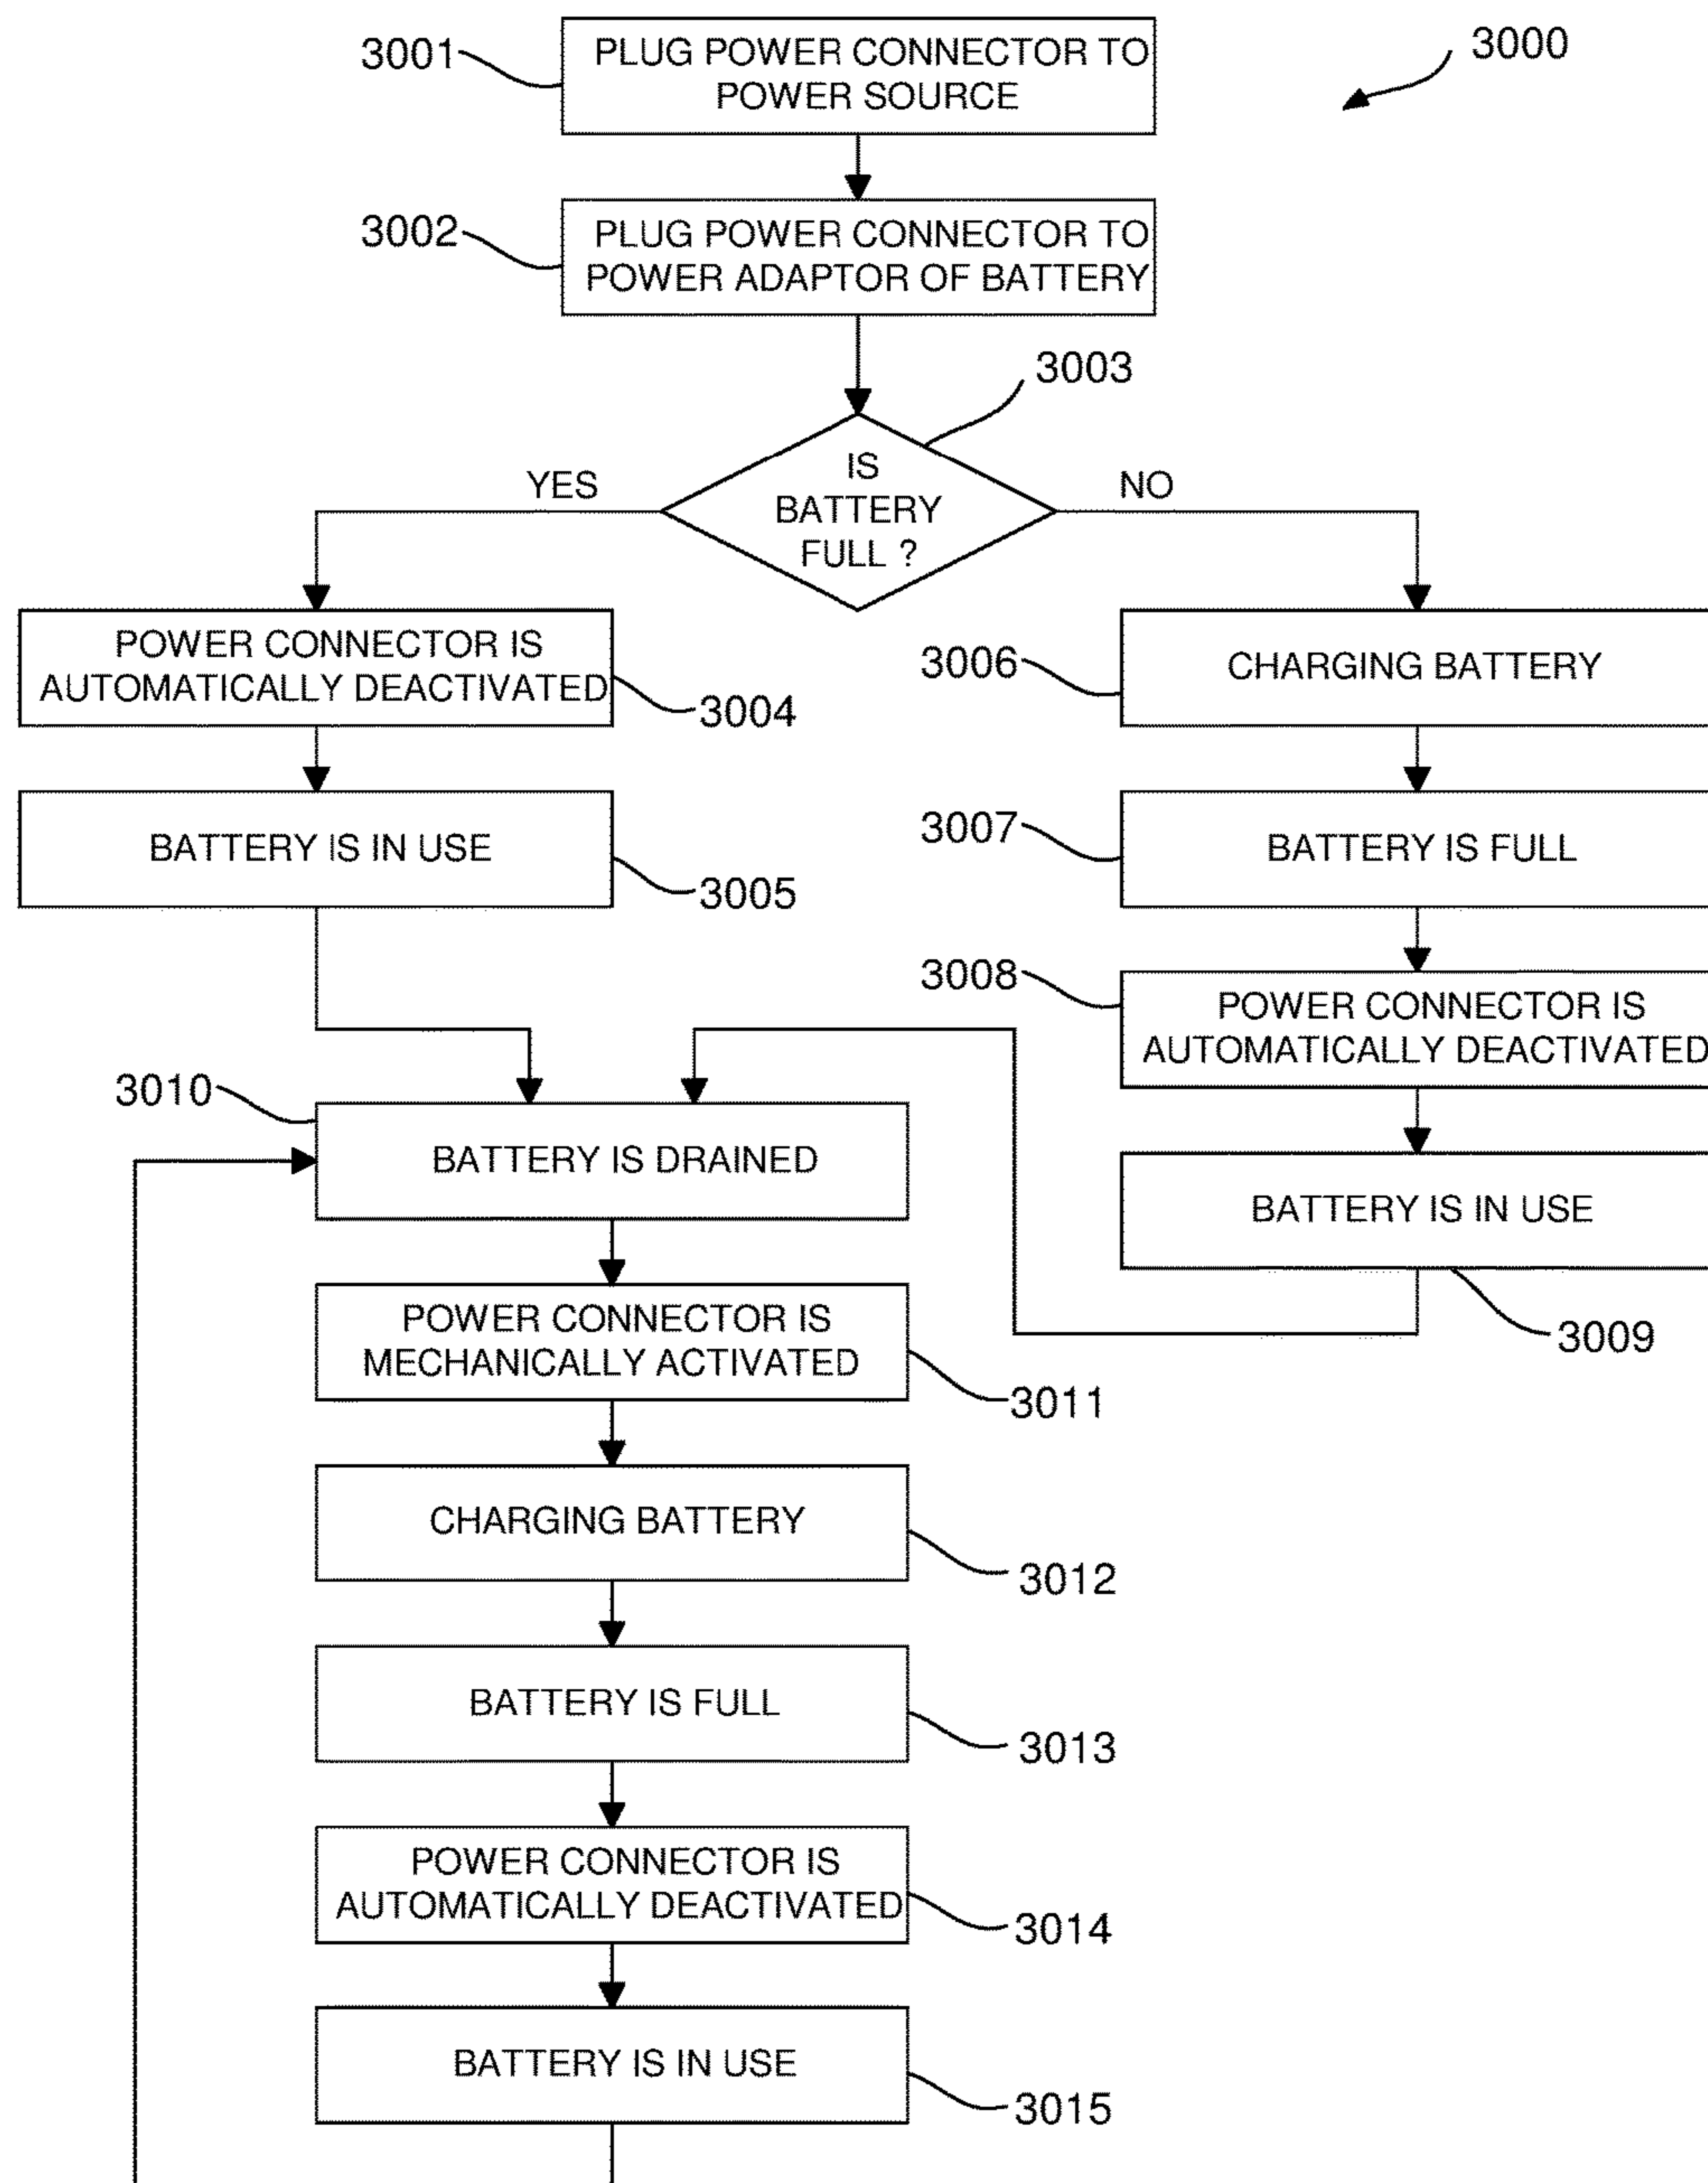 3001
PLUG POWER CONNECTOR TO
POWER SOURCE
3000
3002
PLUG POWER CONNECTOR TO
POWER ADAPTOR OF BATTERY
3003
IS
BATTERY
FULL ?
YES
NO
POWER CONNECTOR IS
AUTOMATICALLY DEACTIVATED
3004
3006
CHARGING BATTERY
BATTERY IS IN USE
3005
3007
BATTERY IS FULL
3008
POWER CONNECTOR IS
AUTOMATICALLY DEACTIVATED
3010
BATTERY IS DRAINED
BATTERY IS IN USE
3009
POWER CONNECTOR IS
MECHANICALLY ACTIVATED
3011
CHARGING BATTERY
3012
BATTERY IS FULL
3013
POWER CONNECTOR IS
AUTOMATICALLY DEACTIVATED
3014
BATTERY IS IN USE
3015